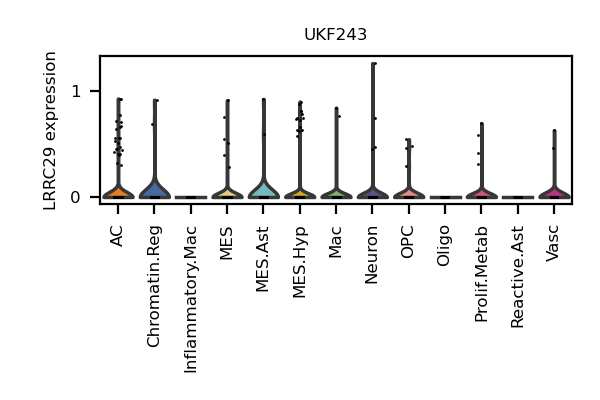 UKF243
LRRC29 expression
1
0
AC
Chromatin.Reg
Inflammatory.Mac
MES
MES.Ast
MES.Hyp
Mac
Neuron
OPC
Oligo
Prolif.Metab
Reactive.Ast
Vasc